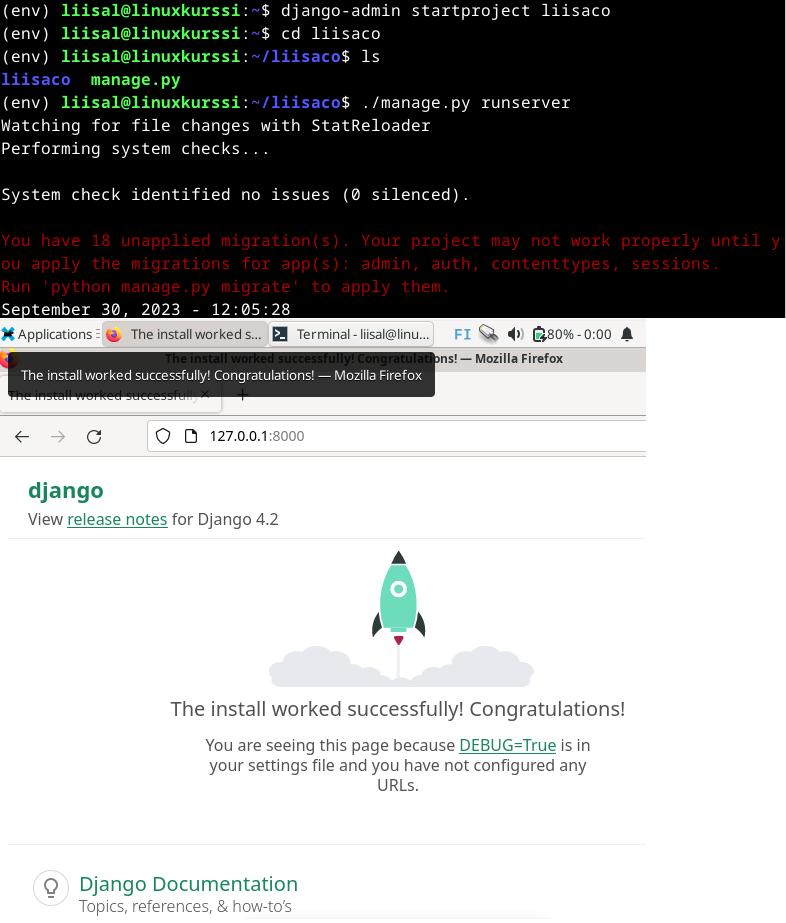 (env) liisal@linuxkurssi:~$ django-admin startproject liisaco
(env) liisal@linuxkurssi:~$ cd liisaco
(env) liisal@linuxkurssi:~/liisaco$ ls
liisaco  manage.py
(env) liisal@linuxkurssi:~/liisaco$ ./manage.py runserver
Watching for file changes with StatReloader
Performing system checks...
System check identified no issues (0 silenced).
You have 18 unapplied migration(s). Your project may not work properly until y
ou apply the migrations for app(s): admin, auth, contenttypes, sessions.
Run 'python manage.py migrate' to apply them.
September 30, 2023 - 12:05:28
Applications The install worked s... Terminal - liisal@linu... FI 80% - 0:00
The install worked successfully! Congratulations! — Mozilla Firefox
The install worked successfully! Congratulations! — Mozilla Firefox
The install worked successfully
127.0.0.1:8000
django
View release notes for Django 4.2
The install worked successfully! Congratulations!
You are seeing this page because DEBUG=True is in
your settings file and you have not configured any
URLs.
Django Documentation
Topics, references, & how-to's